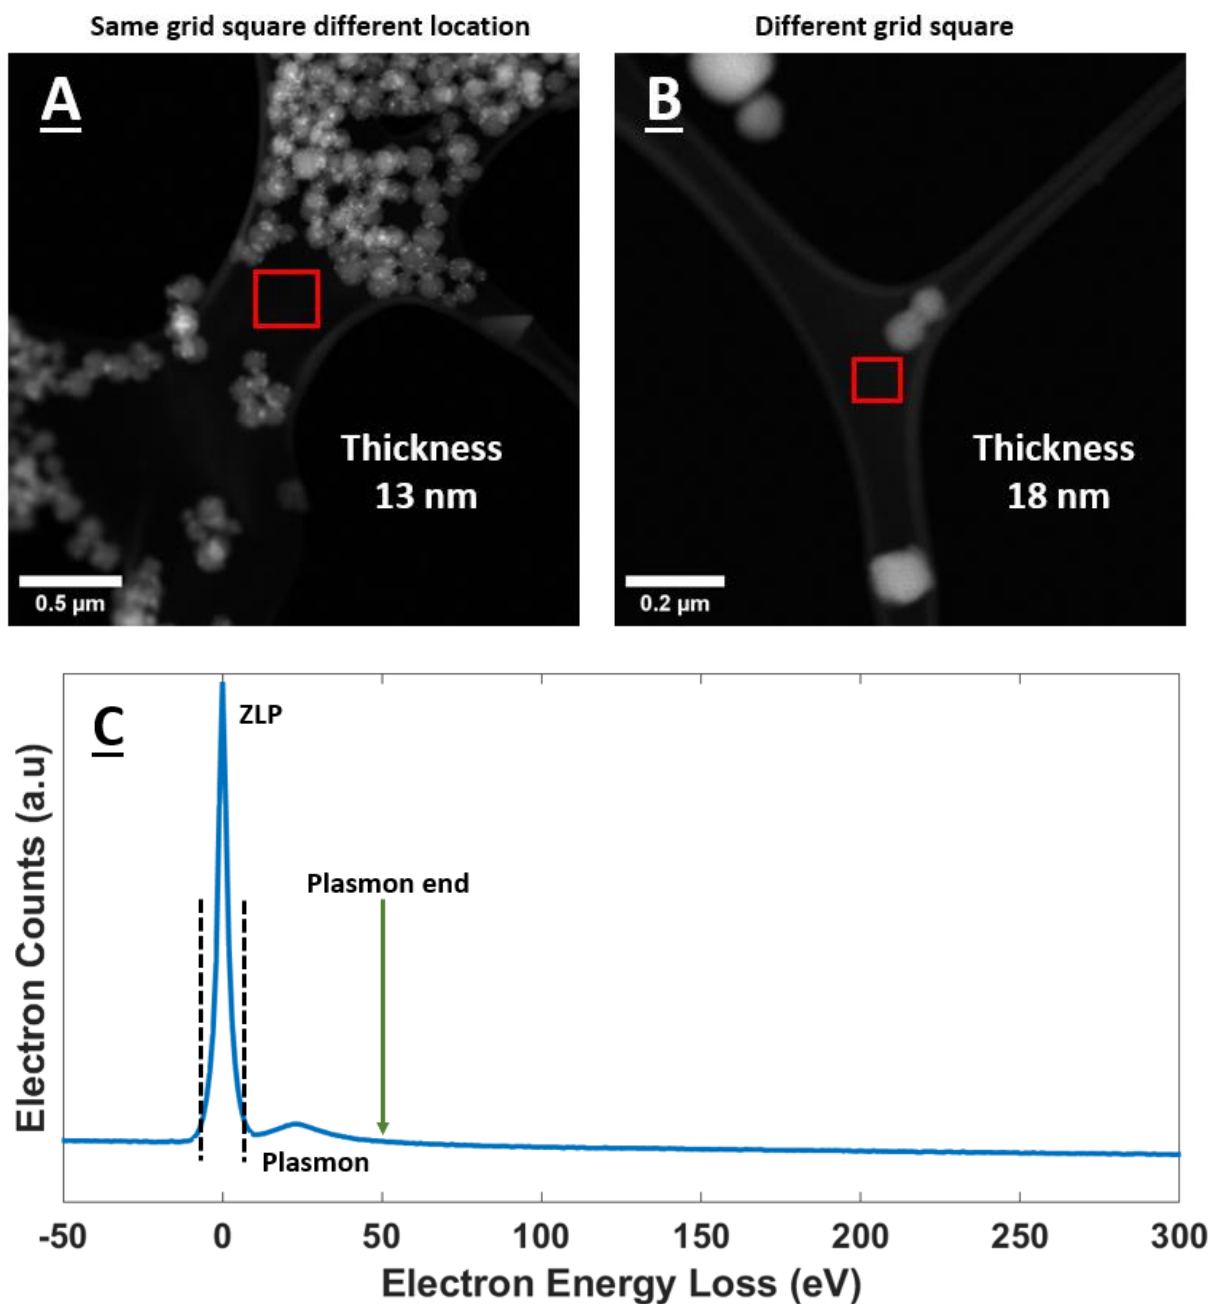 Same grid square different location
Different grid square
A
B
Thickness
13 nm
Thickness
18 nm
0.5 µm
0.2 µm
C
ZLP
Plasmon end
Plasmon
Electron Counts (a.u)
-50 0 50 100 150 200 250 300
Electron Energy Loss (eV)